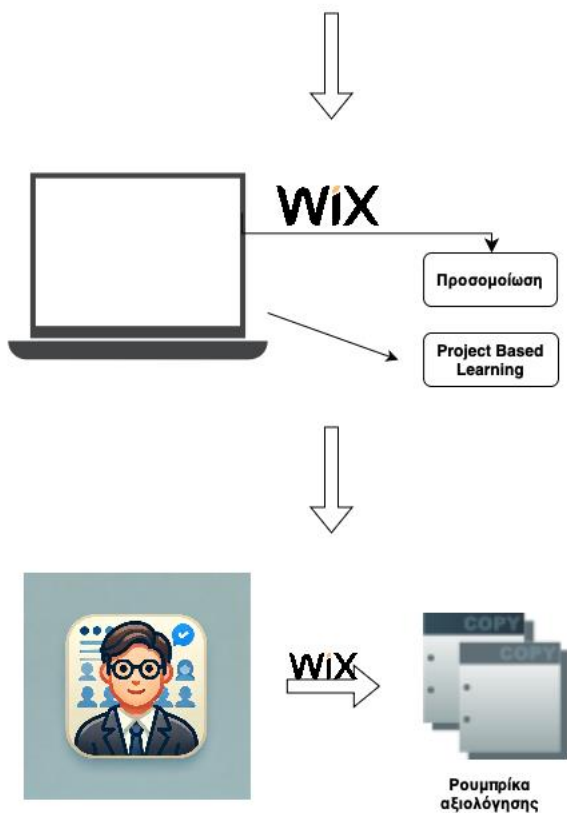 WiX
Προσομοίωση
Project Based
Learning
WiX
COPY
COPY
Ρουμπρίκα
αξιολόγησης